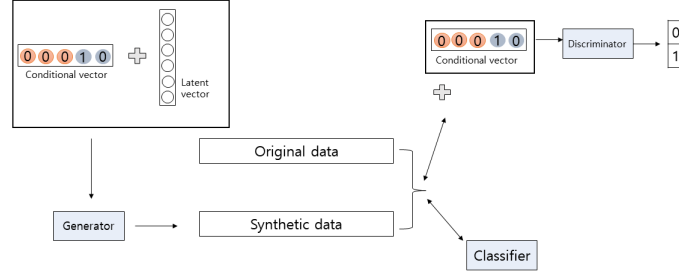 0 0 0 1 0
Conditional vector
Latent
vector
0 0 0 1 0
Conditional vector
Discriminator
0
1
Original data
Generator
Synthetic data
Classifier